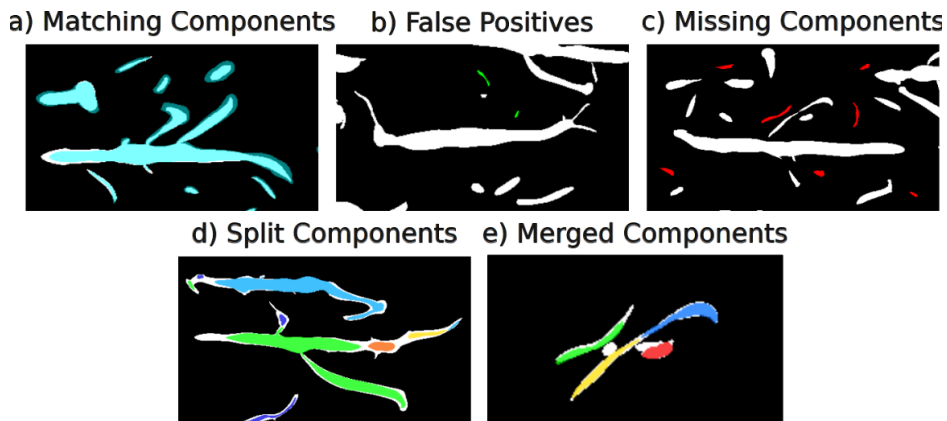 a) Matching Components
b) False Positives
c) Missing Components
d) Split Components
e) Merged Components